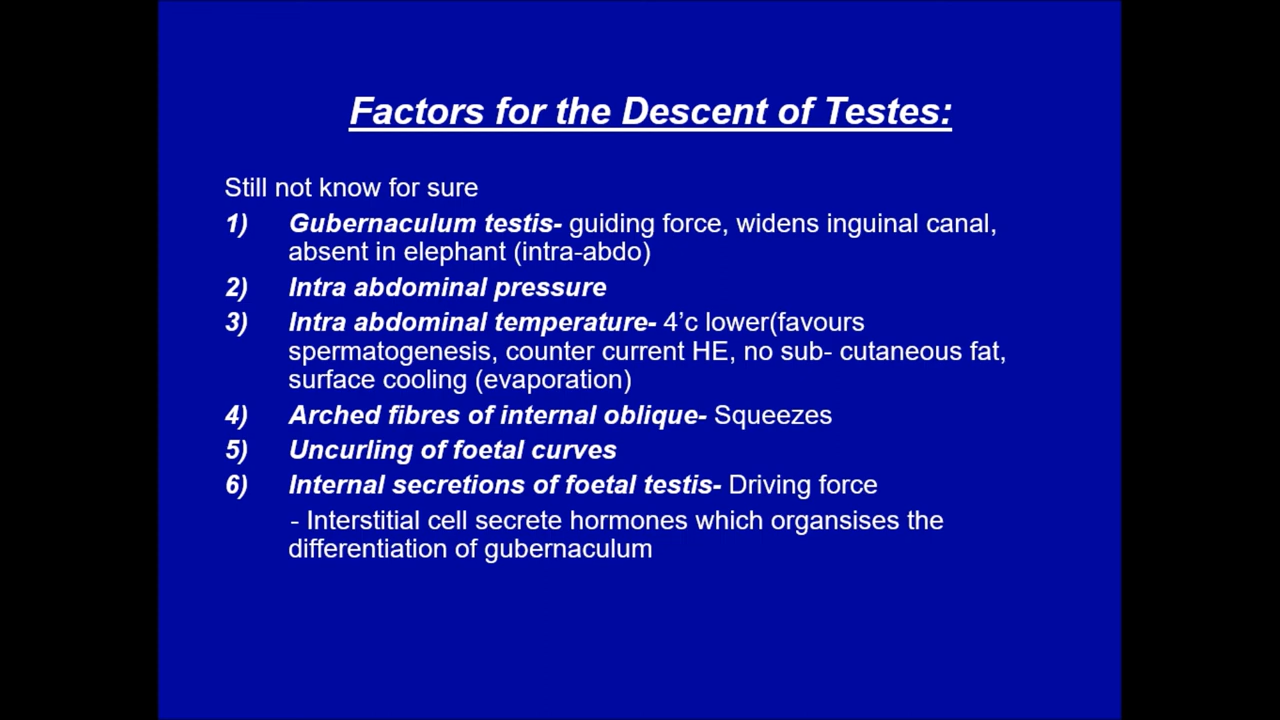 Factors for the Descent of Testes:
Still not know for sure
1) Gubernaculum testis- guiding force, widens inguinal canal,
absent in elephant (intra-abdo)
2) Intra abdominal pressure
3) Intra abdominal temperature- 4’c lower(favours
spermatogenesis, counter current HE, no sub- cutaneous fat,
surface cooling (evaporation)
4) Arched fibres of internal oblique- Squeezes
5) Uncurling of foetal curves
6) Internal secretions of foetal testis- Driving force
- Interstitial cell secrete hormones which organsises the
differentiation of gubernaculum